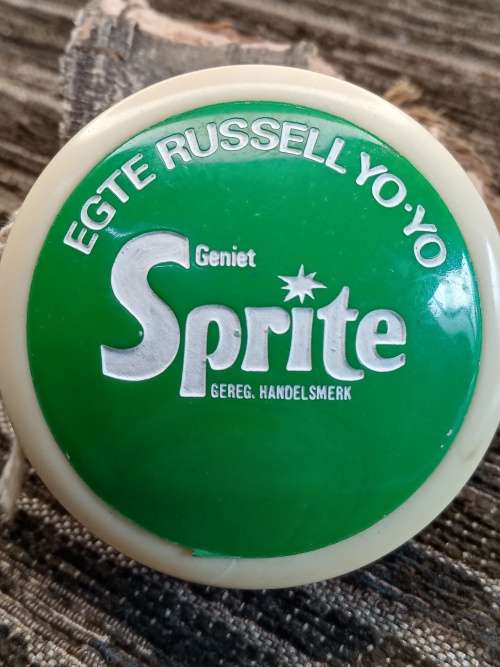 EGTE RUSSELL YO-YO
Geniet
Sprite
GEREG. HANDELSMERK